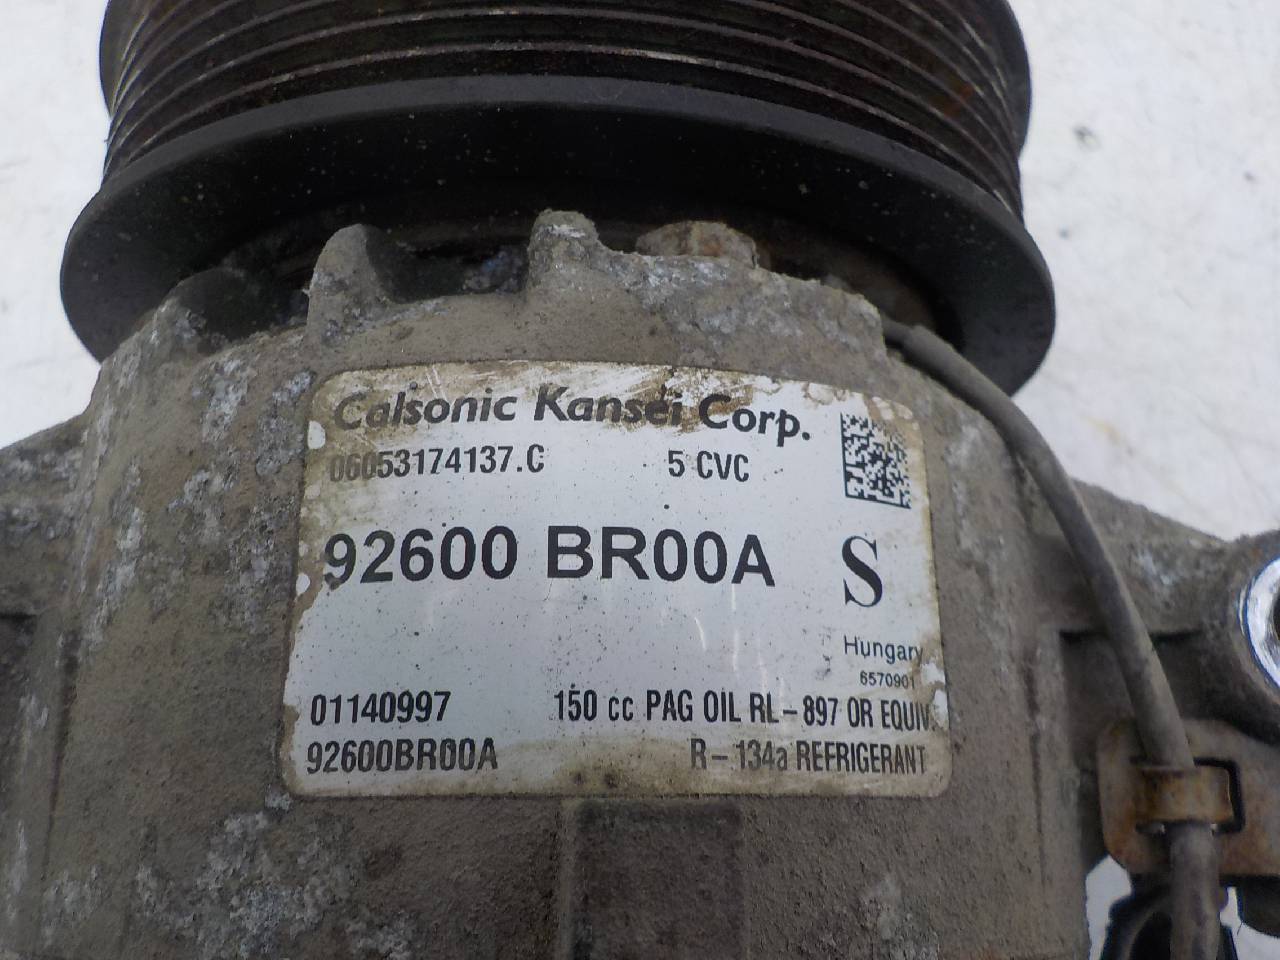 Calsonic Kansei Corp.
06053174137.C 5 CVC
92600 BR00A S
Hungary
6570901
01140997 150 cc PAG OIL RL-897 OR EQUIV.
92600BR00A R-134a REFRIGERANT